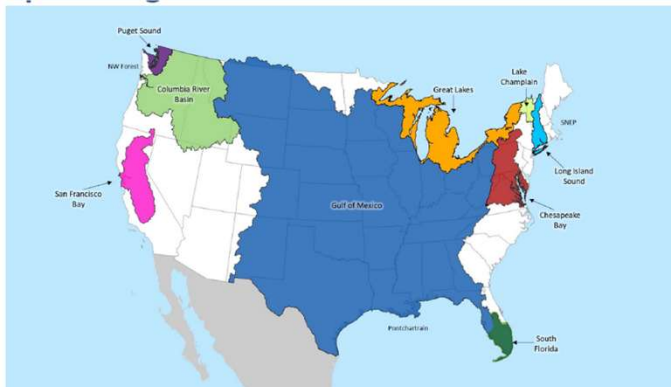 Puget Sound
NW Forest
Columbia River
Basin
Great Lakes
Lake
Champlain
SNEP
Long Island
Sound
San Francisco
Bay
Gulf of Mexico
Chesapeake
Bay
Pontchartrain
South
Florida